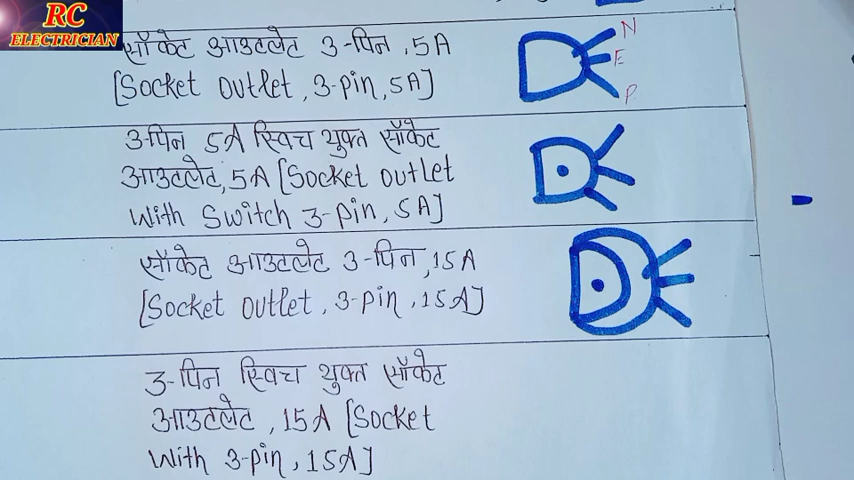 RC
ELECTRICIAN
सॉकेट आउटलेट 3-पिन, 5A
[Socket outlet, 3-pin, 5A]
N
E
P
3-पिन 5A स्विच युक्त सॉकेट
आउटलेट, 5A [Socket outlet
With Switch 3-pin, 5A]
सॉकेट आउटलेट 3-पिन, 15A
[Socket outlet, 3-pin, 15A]
3-पिन स्विच युक्त सॉकेट
आउटलेट, 15A [Socket
With 3-pin, 15A]